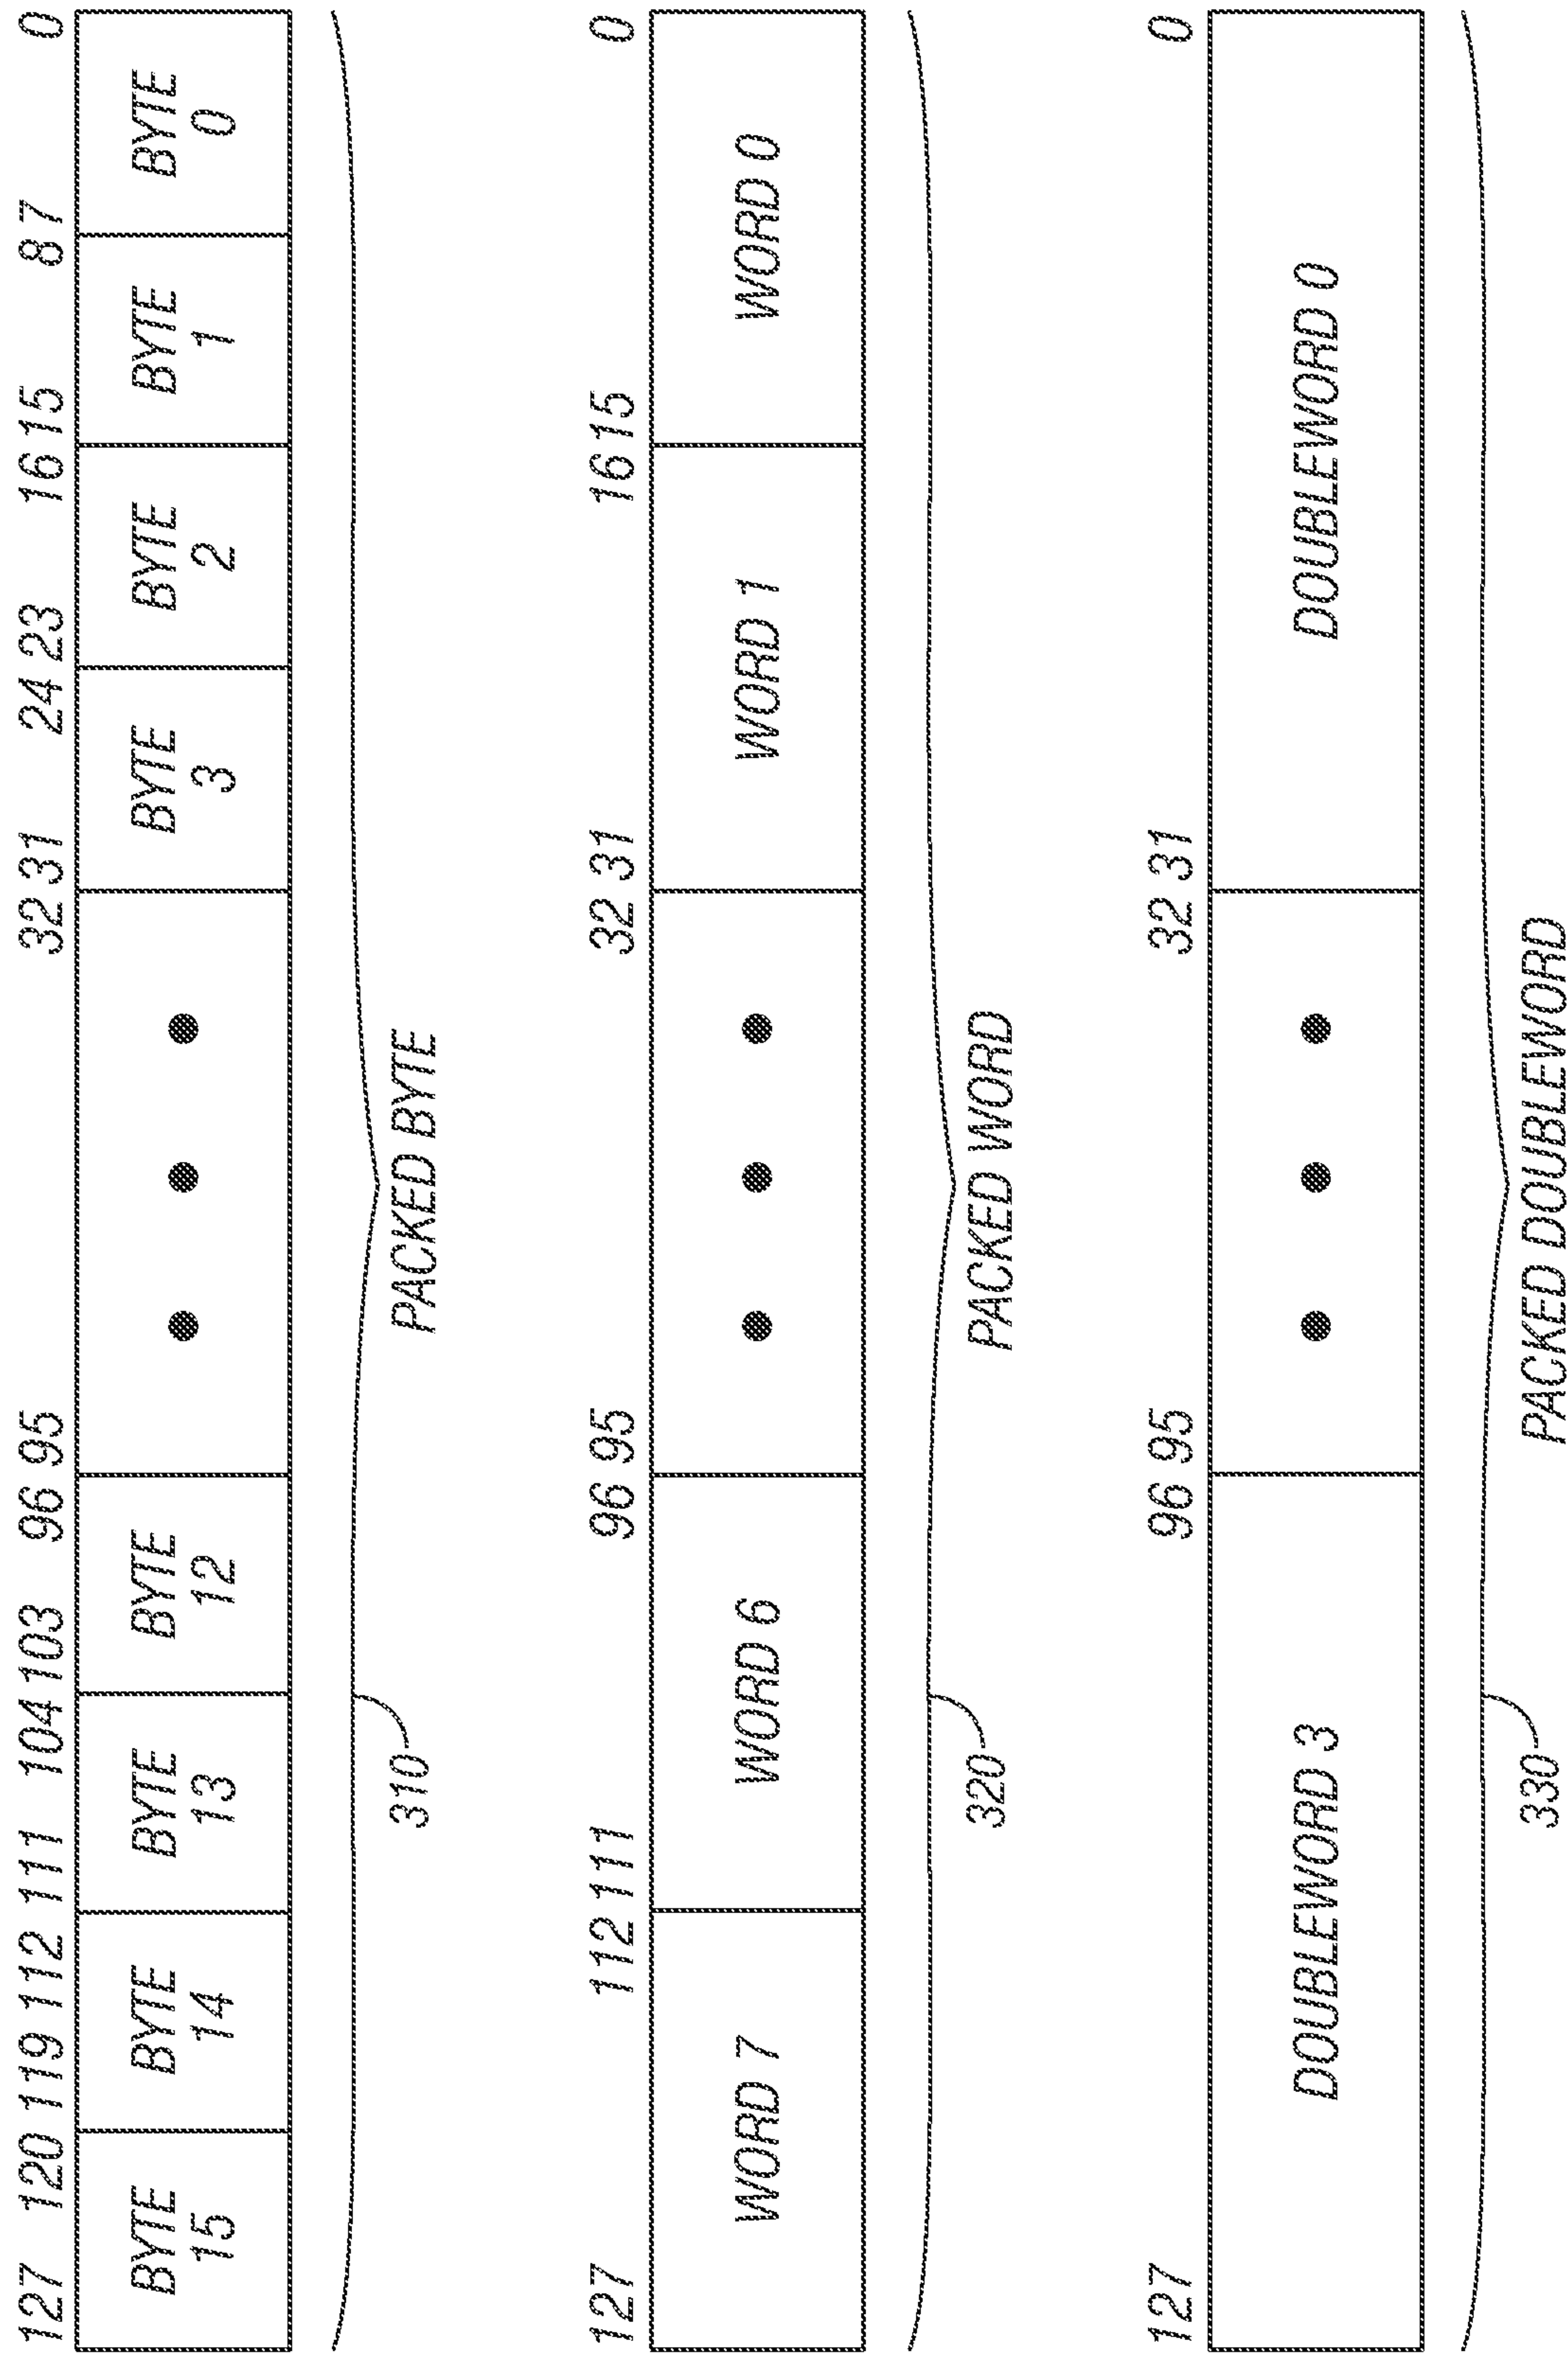 127 120 119 112 111 104 103 96 95 32 31 24 23 16 15 8 7 0
BYTE 15
BYTE 14
BYTE 13
BYTE 12
BYTE 3
BYTE 2
BYTE 1
BYTE 0
310
PACKED BYTE
127 112 111 96 95 32 31 16 15 0
WORD 7 WORD 6 WORD 1 WORD 0
320
PACKED WORD
127 96 95 32 31 0
DOUBLEWORD 3 DOUBLEWORD 0
330
PACKED DOUBLEWORD